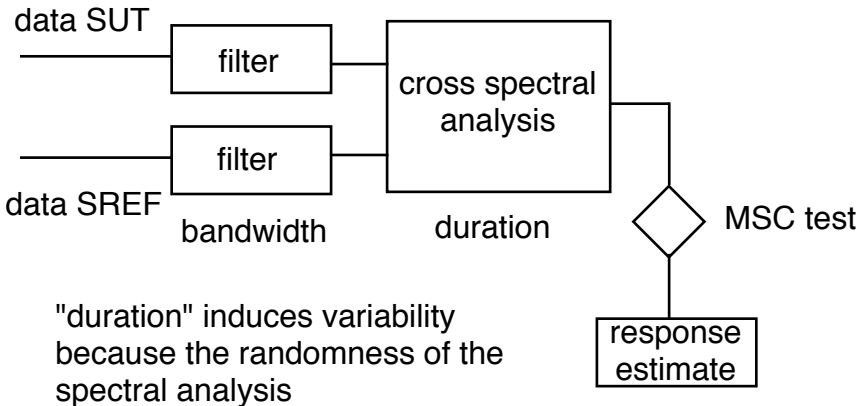 data SUT
filter
cross spectral
analysis
filter
data SREF
bandwidth
duration
MSC test
"duration" induces variability
because the randomness of the
spectral analysis
response
estimate